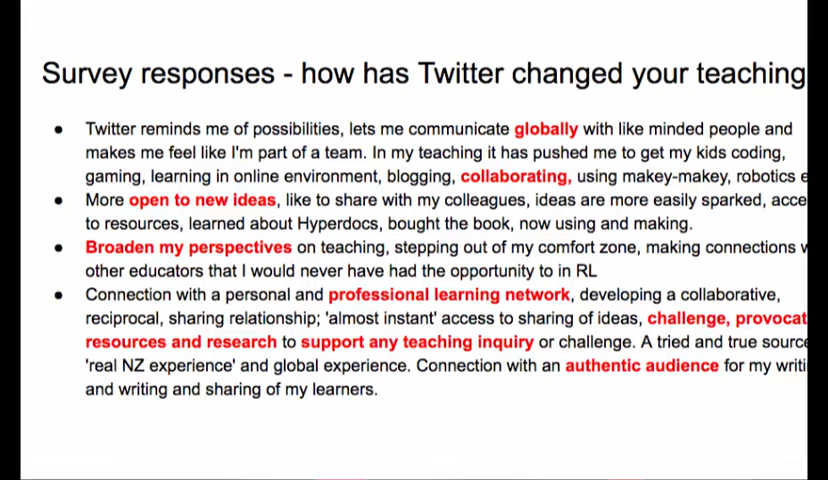 Survey responses - how has Twitter changed your teaching
● Twitter reminds me of possibilities, lets me communicate globally with like minded people and
makes me feel like I'm part of a team. In my teaching it has pushed me to get my kids coding,
gaming, learning in online environment, blogging, collaborating, using makey-makey, robotics
● More open to new ideas, like to share with my colleagues, ideas are more easily sparked,
to resources, learned about Hyperdocs, bought the book, now using and making.
● Broaden my perspectives on teaching, stepping out of my comfort zone, making connections
other educators that I would never have had the opportunity to in RL
● Connection with a personal and professional learning network, developing a collaborative,
reciprocal, sharing relationship; 'almost instant' access to sharing of ideas, challenge,
resources and research to support any teaching inquiry or challenge. A tried and true
'real NZ experience' and global experience. Connection with an authentic audience for my
and writing and sharing of my learners.